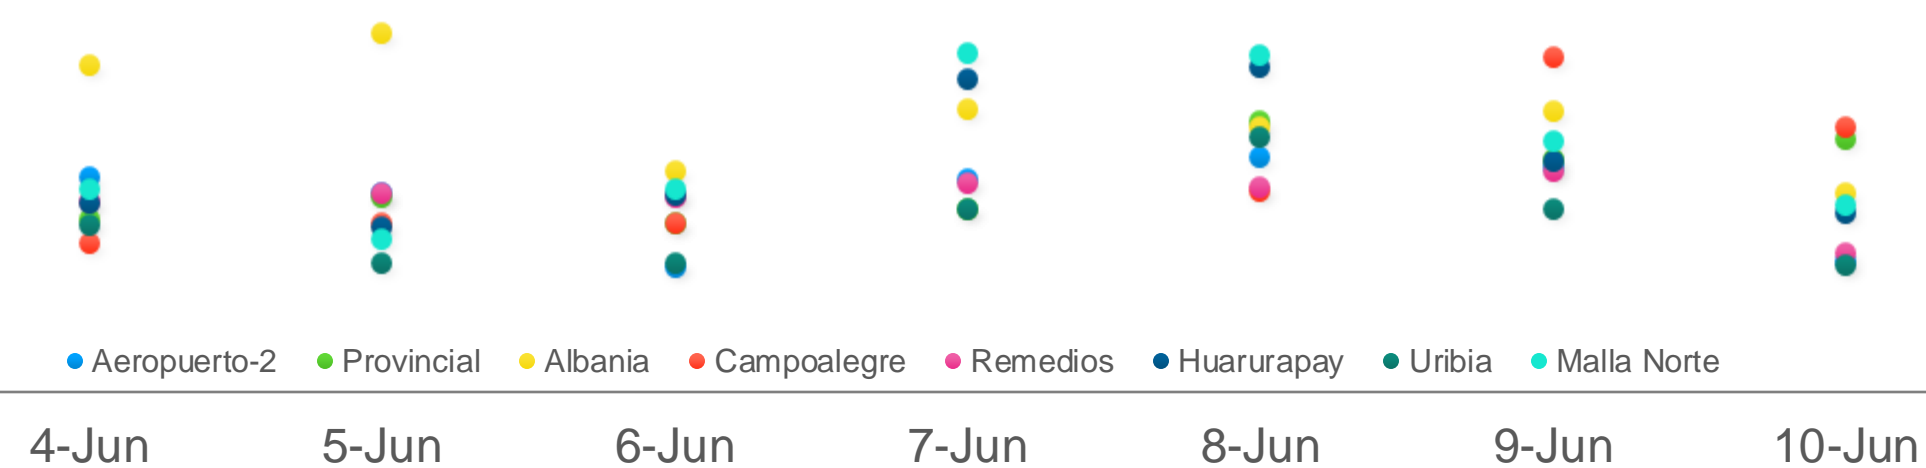 Aeropuerto-2 Provincial Albania Campoalegre Remedios Huarurapay Uribia Malla Norte
4-Jun 5-Jun 6-Jun 7-Jun 8-Jun 9-Jun 10-Jun